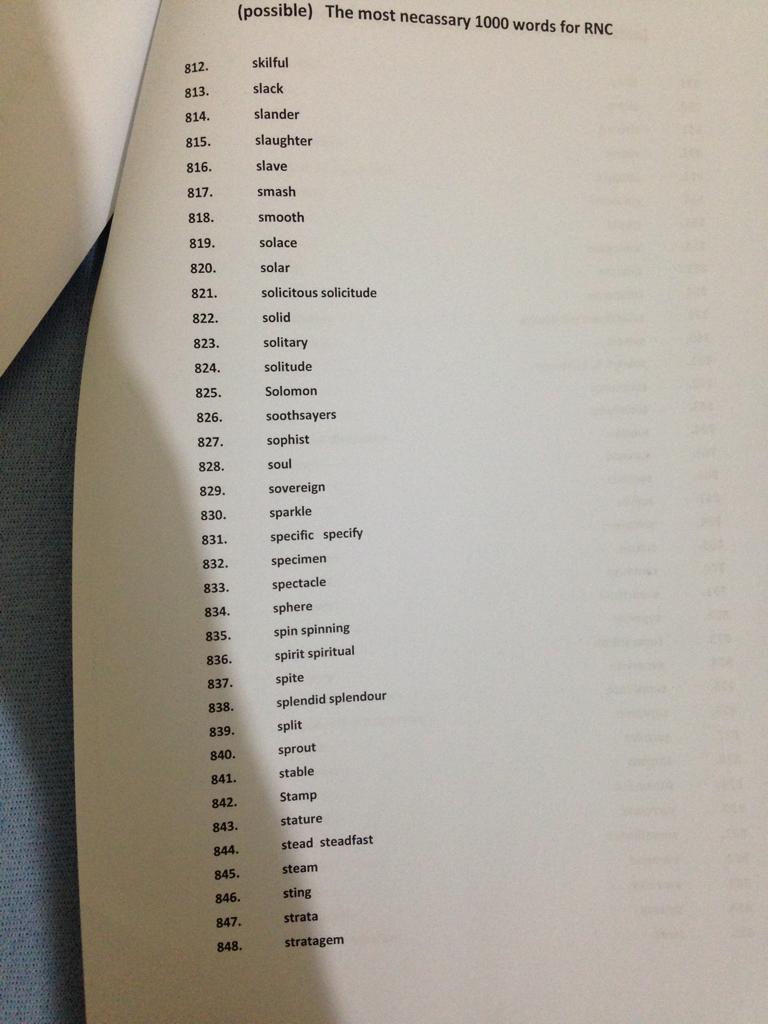 (possible) The most necassary 1000 words for RNC
812. skilful
813. slack
814. slander
815. slaughter
816. slave
817. smash
818. smooth
819. solace
820. solar
821. solicitous solicitude
822. solid
823. solitary
824. solitude
825. Solomon
826. soothsayers
827. sophist
828. soul
829. sovereign
830. sparkle
831. specific specify
832. specimen
833. spectacle
834. sphere
835. spin spinning
836. spirit spiritual
837. spite
838. splendid splendour
839. split
840. sprout
841. stable
842. Stamp
843. stature
844. stead steadfast
845. steam
846. sting
847. strata
848. stratagem